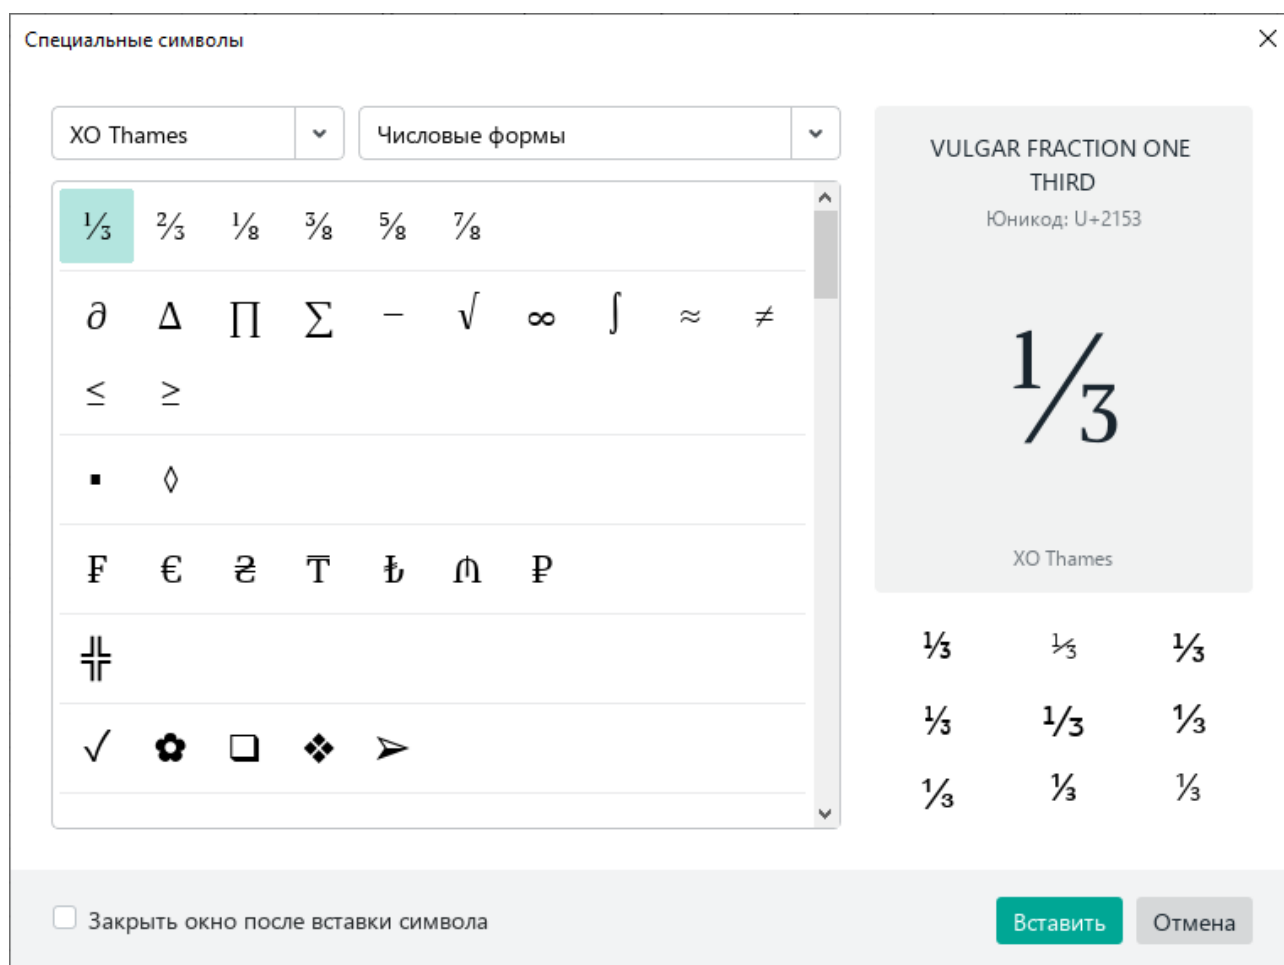 Специальные символы
XO Thames
Числовые формы
⅓ ⅔ ⅛ ⅜ ⅝ ⅞
∂ ∆ ∏ ∑ − √ ∞ ∫ ≈ ≠
≤ ≥
▪ ◊
₣ € ₴ ₸ ₺ ₼ ₽
╬
✓ ✿ ❑ ❖ ➢
VULGAR FRACTION ONE
THIRD
Юникод: U+2153
⅓
XO Thames
⅓ ⅓ ⅓
⅓ ⅓ ⅓
⅓ ⅓ ⅓
Закрыть окно после вставки символа
Вставить
Отмена